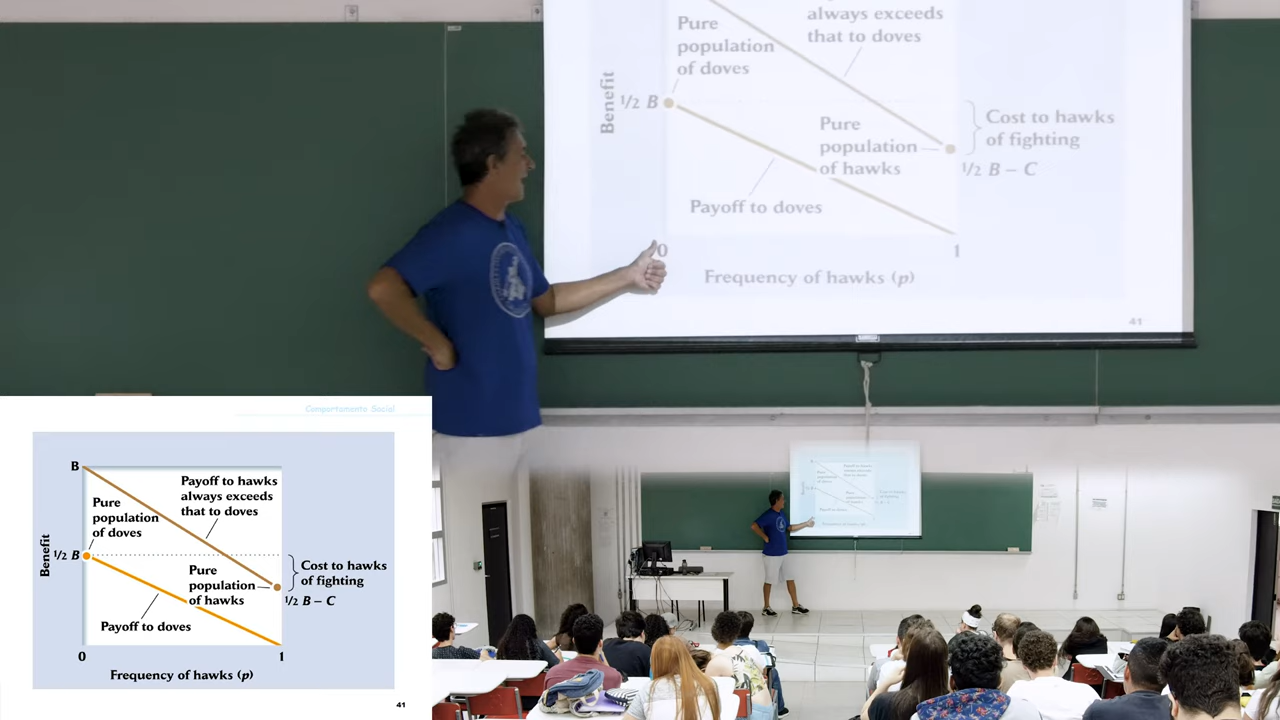 always exceeds
that to doves
Pure
population
of doves
Benefit
1/2 B
Pure
population
of hawks
Cost to hawks
of fighting
1/2 B – C
Payoff to doves
0
1
Frequency of hawks (p)
41
Comportamento Social
B
Payoff to hawks
always exceeds
that to doves
Pure
population
of doves
Benefit
1/2 B
Pure
population
of hawks
Cost to hawks
of fighting
1/2 B – C
Payoff to doves
0
1
Frequency of hawks (p)
41